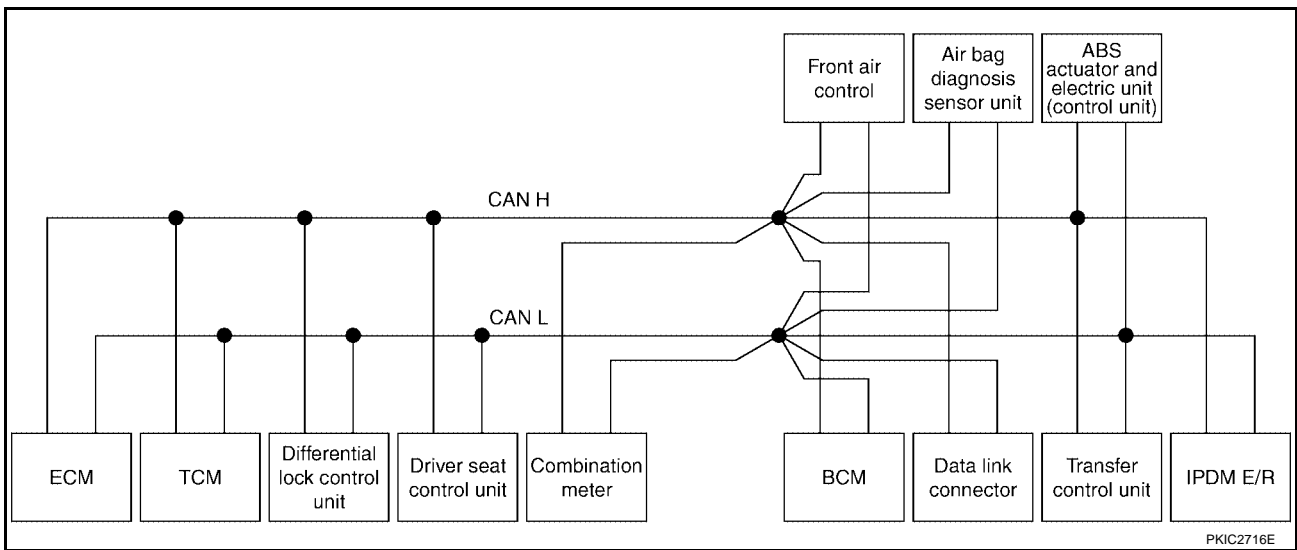 Front air
control
Air bag
diagnosis
sensor unit
ABS
actuator and
electric unit
(control unit)
CAN H
CAN L
ECM
TCM
Differential
lock control
unit
Driver seat
control unit
Combination
meter
BCM
Data link
connector
Transfer
control unit
IPDM E/R
PKIC2716E